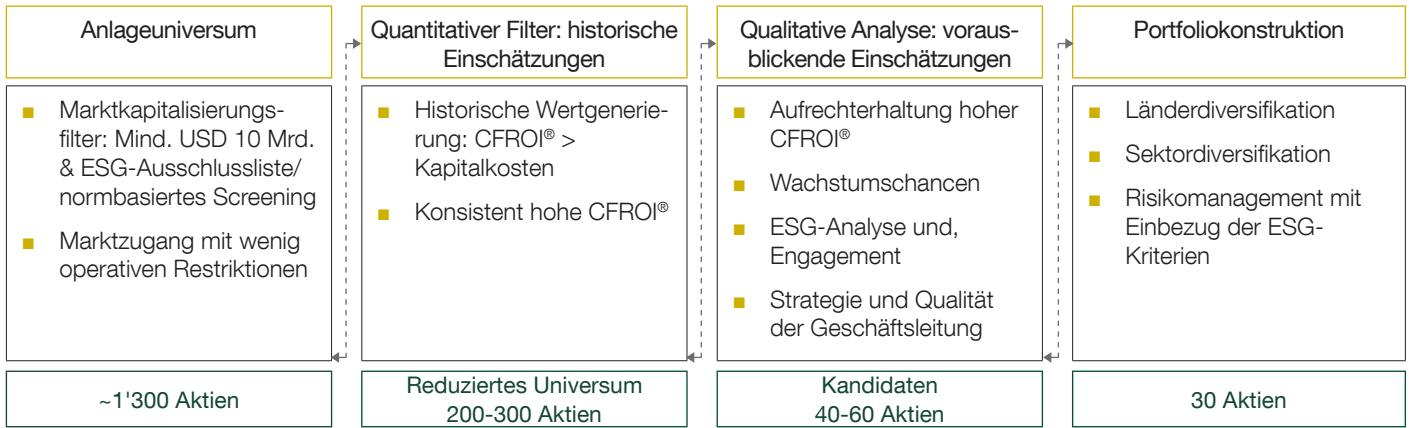 Anlageuniversum
Marktkapitalisierungs-
filter: Mind. USD 10 Mrd.
& ESG-Ausschlussliste/
normbasiertes Screening
Marktzugang mit wenig
operativen Restriktionen
~1'300 Aktien
Quantitativer Filter: historische
Einschätzungen
Historische Wertgenerie-
rung: CFROI® >
Kapitalkosten
Konsistent hohe CFROI®
Reduziertes Universum
200-300 Aktien
Qualitative Analyse: voraus-
blickende Einschätzungen
Aufrechterhaltung hoher
CFROI®
Wachstumschancen
ESG-Analyse und,
Engagement
Strategie und Qualität
der Geschäftsleitung
Kandidaten
40-60 Aktien
Portfoliokonstruktion
Länderdiversifikation
Sektordiversifikation
Risikomanagement mit
Einbezug der ESG-
Kriterien
30 Aktien